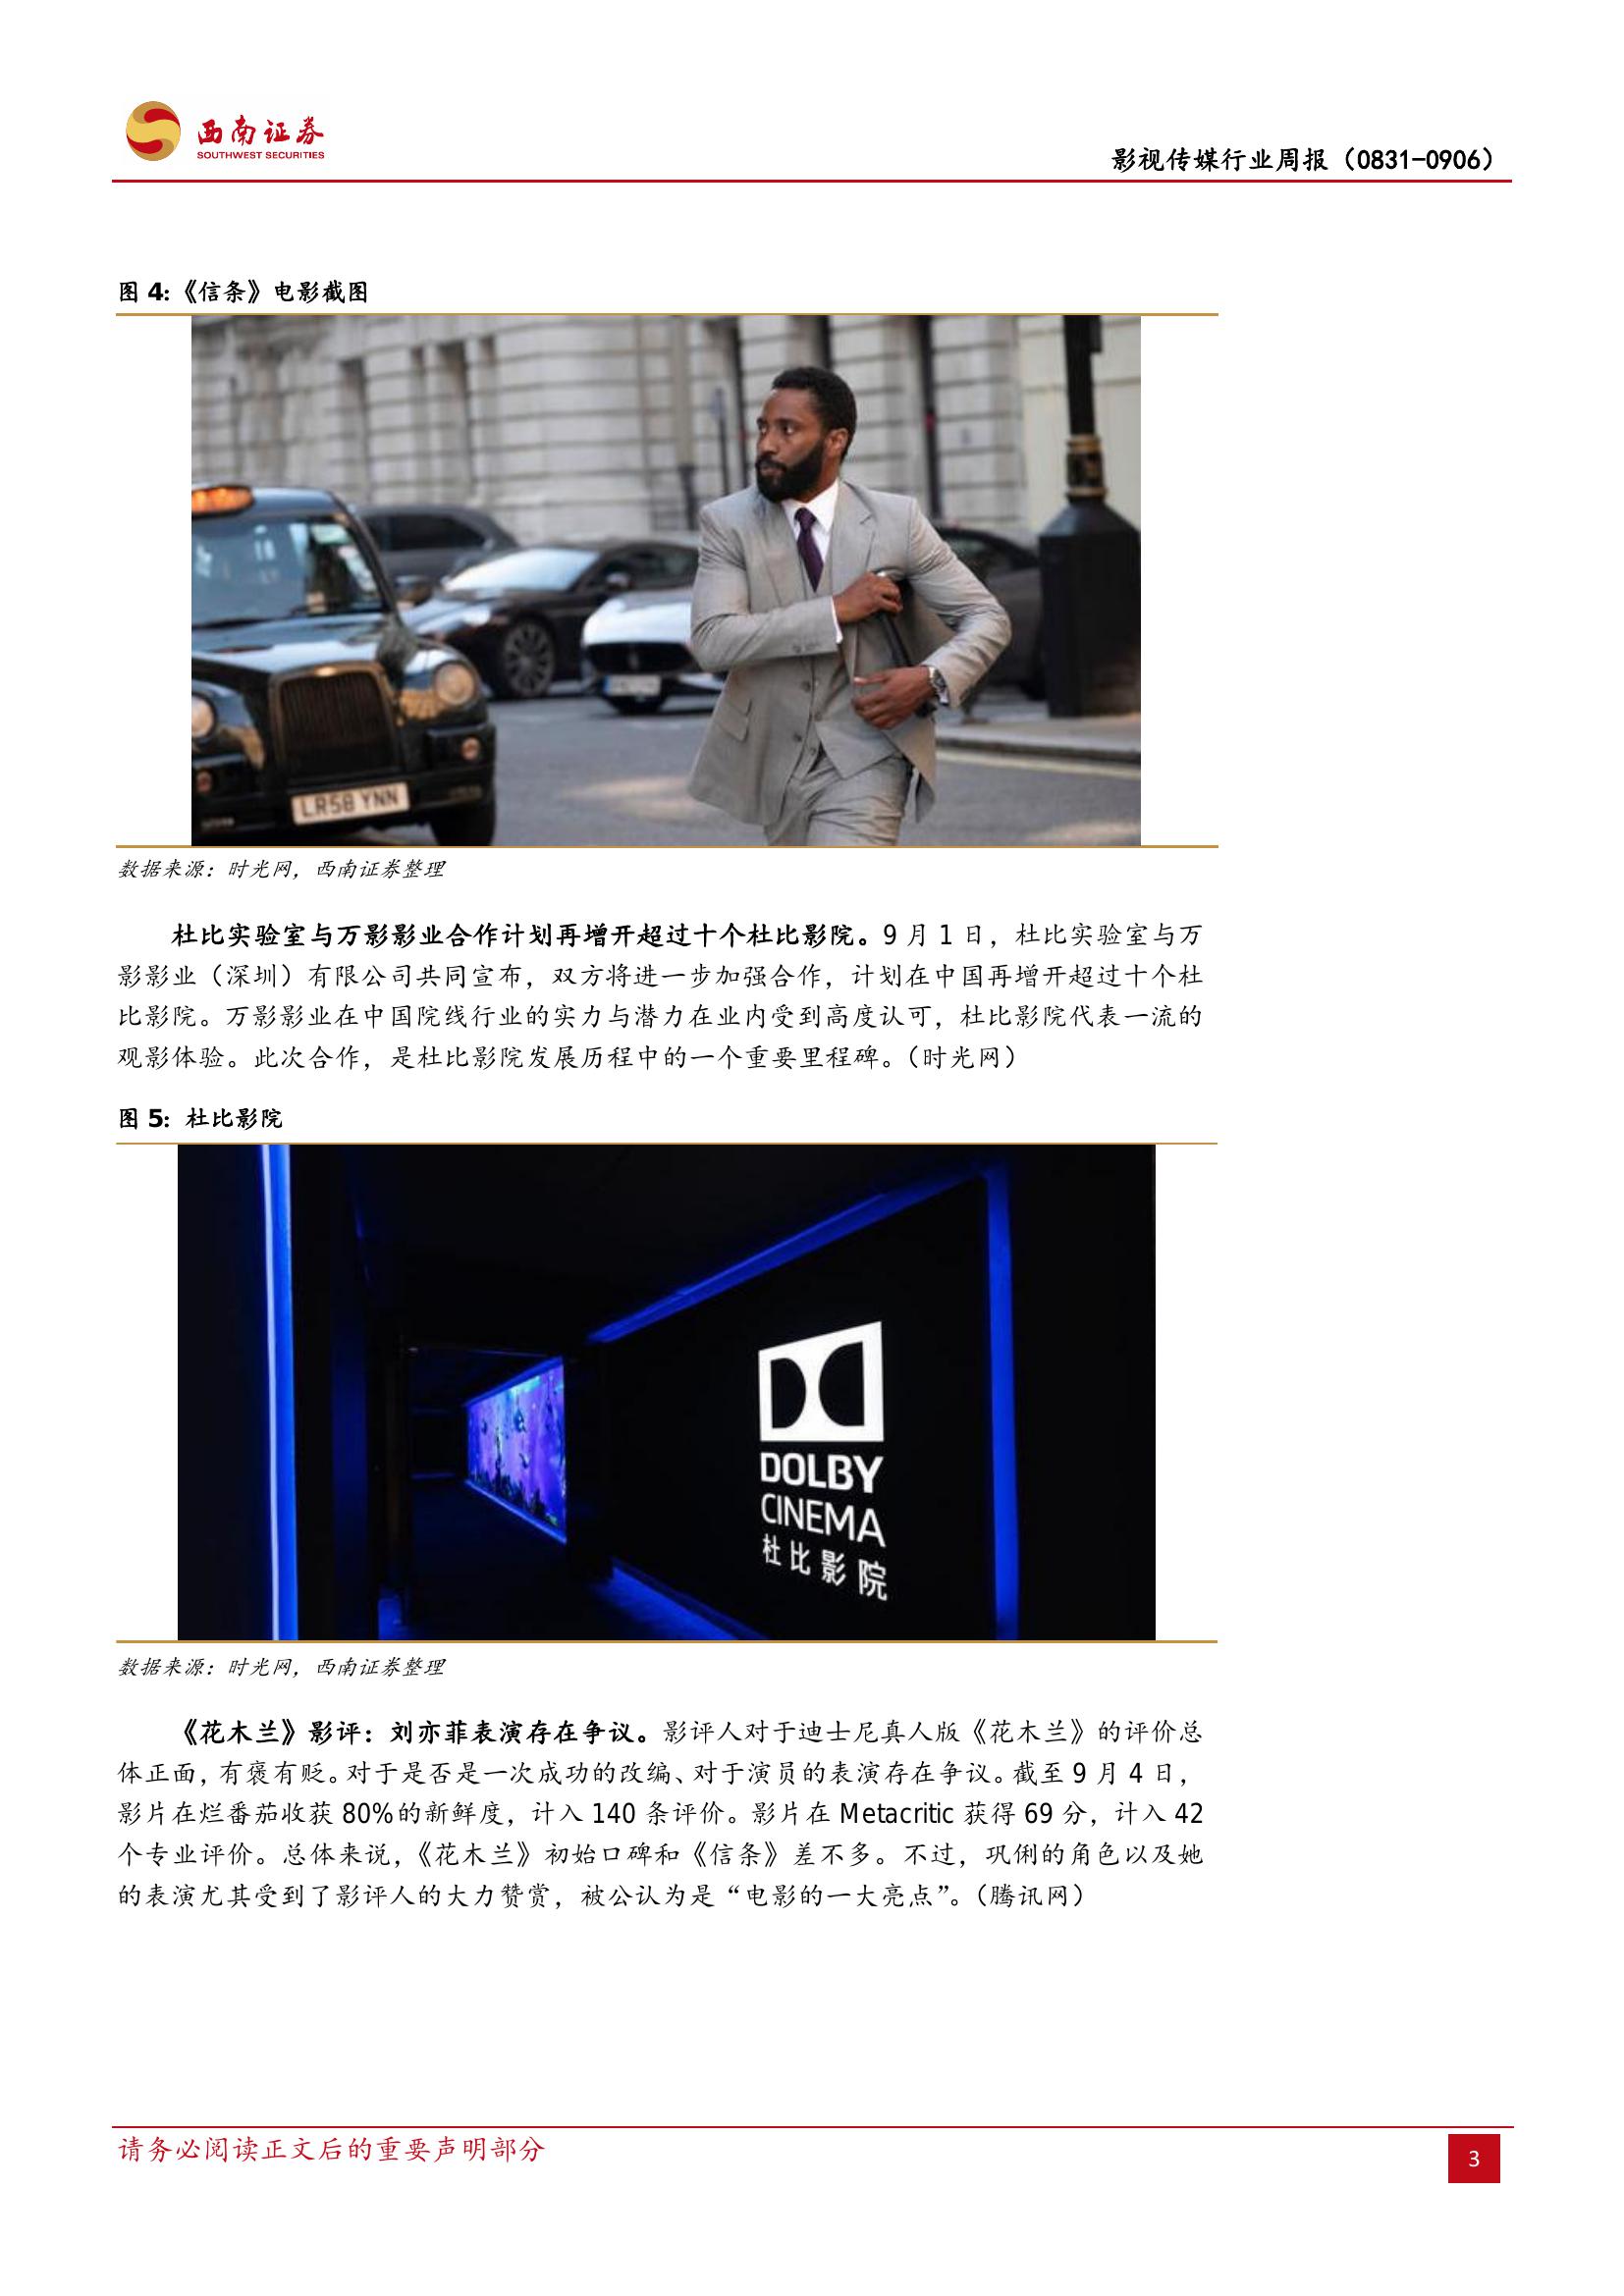 西南证券
SOUTHWEST SECURITIES
影视传媒行业周报（0831-0906）
图 4:《信条》电影截图
LR58 YNN
数据来源：时光网，西南证券整理
杜比实验室与万影影业合作计划再增开超过十个杜比影院。9 月 1 日，杜比实验室与万
影影业（深圳）有限公司共同宣布，双方将进一步加强合作，计划在中国再增开超过十个杜
比影院。万影影业在中国院线行业的实力与潜力在业内受到高度认可，杜比影院代表一流的
观影体验。此次合作，是杜比影院发展历程中的一个重要里程碑。（时光网）
图 5：杜比影院
DOLBY
CINEMA
杜比影院
数据来源：时光网，西南证券整理
《花木兰》影评：刘亦菲表演存在争议。影评人对于迪士尼真人版《花木兰》的评价总
体正面，有褒有贬。对于是否是一次成功的改编、对于演员的表演存在争议。截至 9 月 4 日，
影片在烂番茄收获 80%的新鲜度，计入 140 条评价。影片在 Metacritic 获得 69 分，计入 42
个专业评价。总体来说，《花木兰》初始口碑和《信条》差不多。不过，巩俐的角色以及她
的表演尤其受到了影评人的大力赞赏，被公认为是“电影的一大亮点”。（腾讯网）
请务必阅读正文后的重要声明部分
3